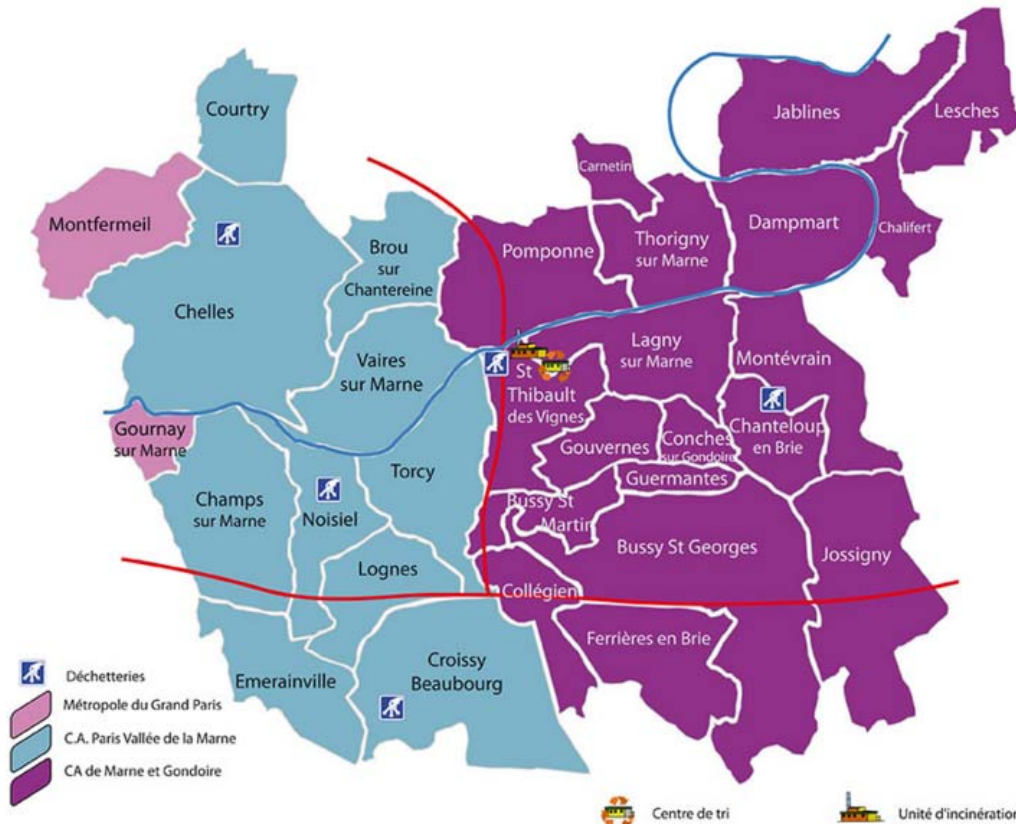 Courtry
Jablines
Lesches
Carnetin
Montfermeil
Dampmart
Chalifert
Brou
sur
Chantereine
Pomponne
Thorigny
sur Marne
Chelles
Vaires
sur Marne
Lagny
sur Marne
Montévrain
St
Thibault
des Vignes
Gournay
sur Marne
Chanteloup
en Brie
Gouvernes
Conches
sur Gondoire
Torcy
Guermantes
Champs
sur Marne
Noisiel
Bussy St
Martin
Bussy St Georges
Jossigny
Lognes
Collégien
Ferrières en Brie
Emerainville
Croissy
Beaubourg
Déchetteries
Métropole du Grand Paris
C.A. Paris Vallée de la Marne
CA de Marne et Gondoire
Centre de tri
Unité d'incinération